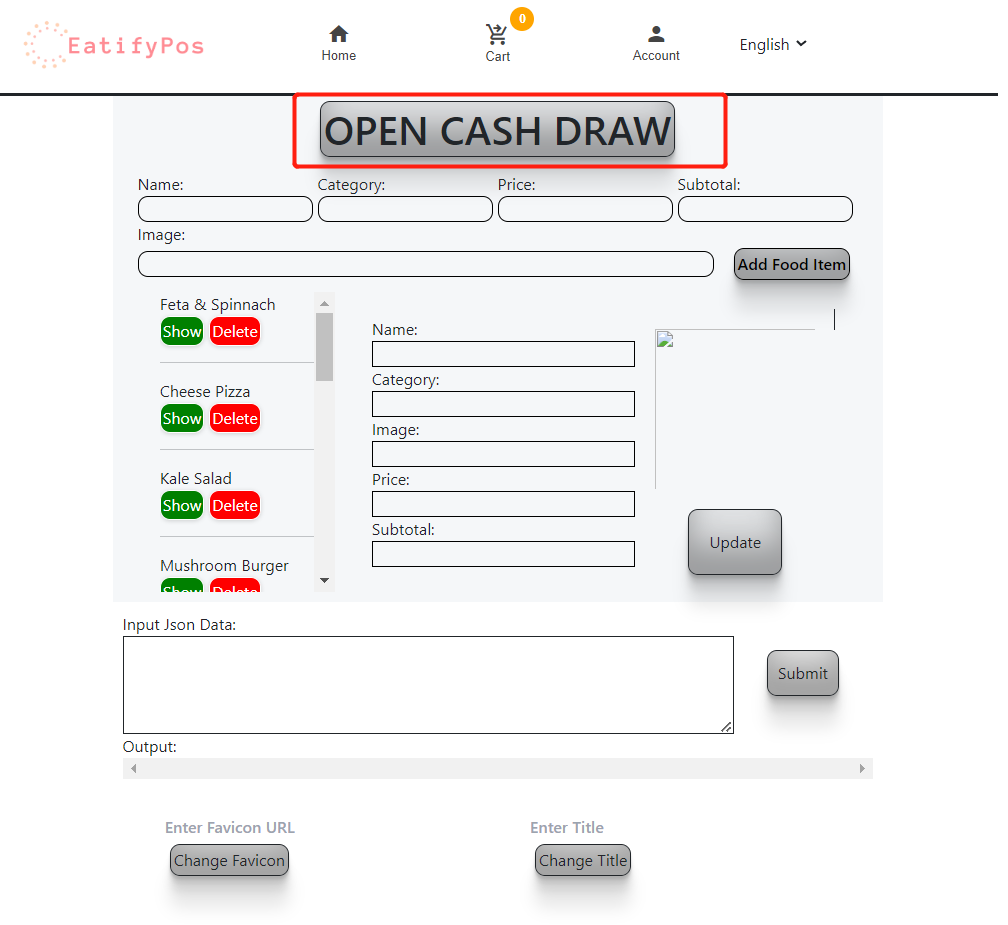 EatifyPos
0
Home
Cart
Account
English
OPEN CASH DRAW
Name:
Category:
Price:
Subtotal:
Image:
Add Food Item
Feta & Spinnach
Show Delete
Cheese Pizza
Show Delete
Kale Salad
Show Delete
Mushroom Burger
Show Delete
Name:
Category:
Image:
Price:
Subtotal:
Update
Input Json Data:
Submit
Output:
Enter Favicon URL
Change Favicon
Enter Title
Change Title